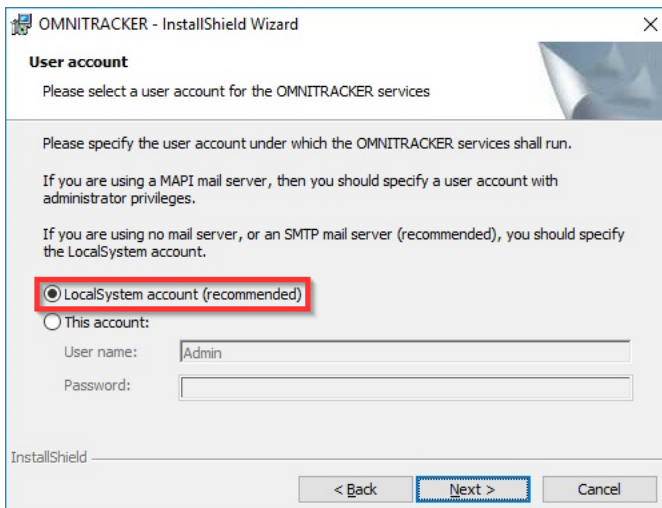 OMNITRACKER - InstallShield Wizard
User account
Please select a user account for the OMNITRACKER services
Please specify the user account under which the OMNITRACKER services shall run.
If you are using a MAPI mail server, then you should specify a user account with
administrator privileges.
If you are using no mail server, or an SMTP mail server (recommended), you should specify
the LocalSystem account.
LocalSystem account (recommended)
This account:
User name: Admin
Password:
InstallShield
< Back Next > Cancel